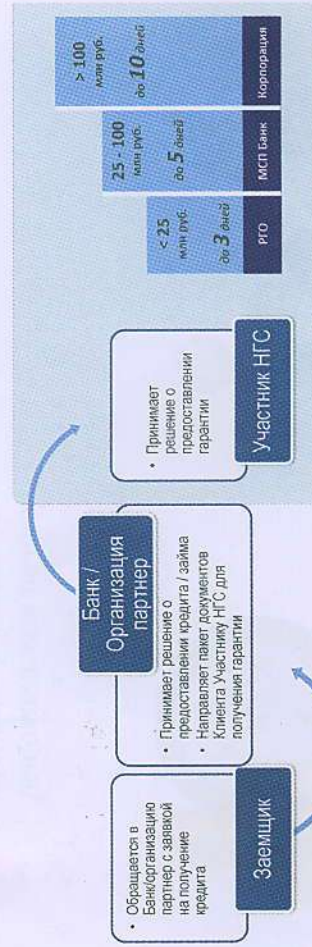 • Обращается в
Банк/организацию
партнер с заявкой
на получение
кредита
Заемщик
Банк /
Организация
партнер
• Принимает решение о
предоставлении кредита / займа
• Направляет пакет документов
Клиента Участнику НГС для
получения гарантии
• Принимает
решение о
предоставлении
гарантии
Участник НГС
< 25
млн руб.
до 3 дней
РГО
25 - 100
млн руб.
до 5 дней
МСП Банк
> 100
млн руб.
до 10 дней
Корпорация